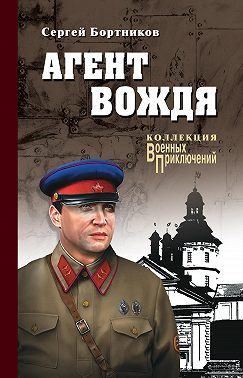 Сергей Бортников
АГЕНТ
ВОЖДЯ
КОЛЛЕКЦИЯ
Военных
Приключений